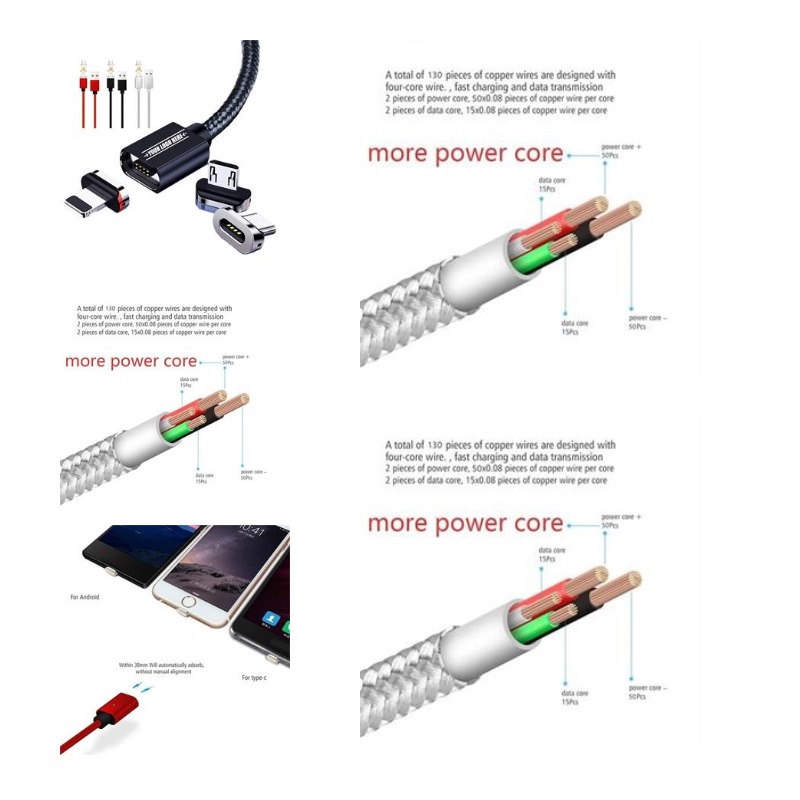 YOUR LOGO HERE
A total of 130 pieces of copper wires are designed with
four-core wire. , fast charging and data transmission
2 pieces of power core, 50x0.08 pieces of copper wire per core
2 pieces of data core, 15x0.08 pieces of copper wire per core
more power core
power core +
50Pcs
data core
15Pcs
data core
15Pcs
power core –
50Pcs
For Android
10:41
Within 30mm Will automatically adsorb,
without manual alignment
For type-c
A total of 130 pieces of copper wires are designed with
four-core wire. , fast charging and data transmission
2 pieces of power core, 50x0.08 pieces of copper wire per core
2 pieces of data core, 15x0.08 pieces of copper wire per core
more power core
power core +
50Pcs
data core
15Pcs
data core
15Pcs
power core –
50Pcs
A total of 130 pieces of copper wires are designed with
four-core wire. , fast charging and data transmission
2 pieces of power core, 50x0.08 pieces of copper wire per core
2 pieces of data core, 15x0.08 pieces of copper wire per core
more power core
power core +
50Pcs
data core
15Pcs
data core
15Pcs
power core –
50Pcs